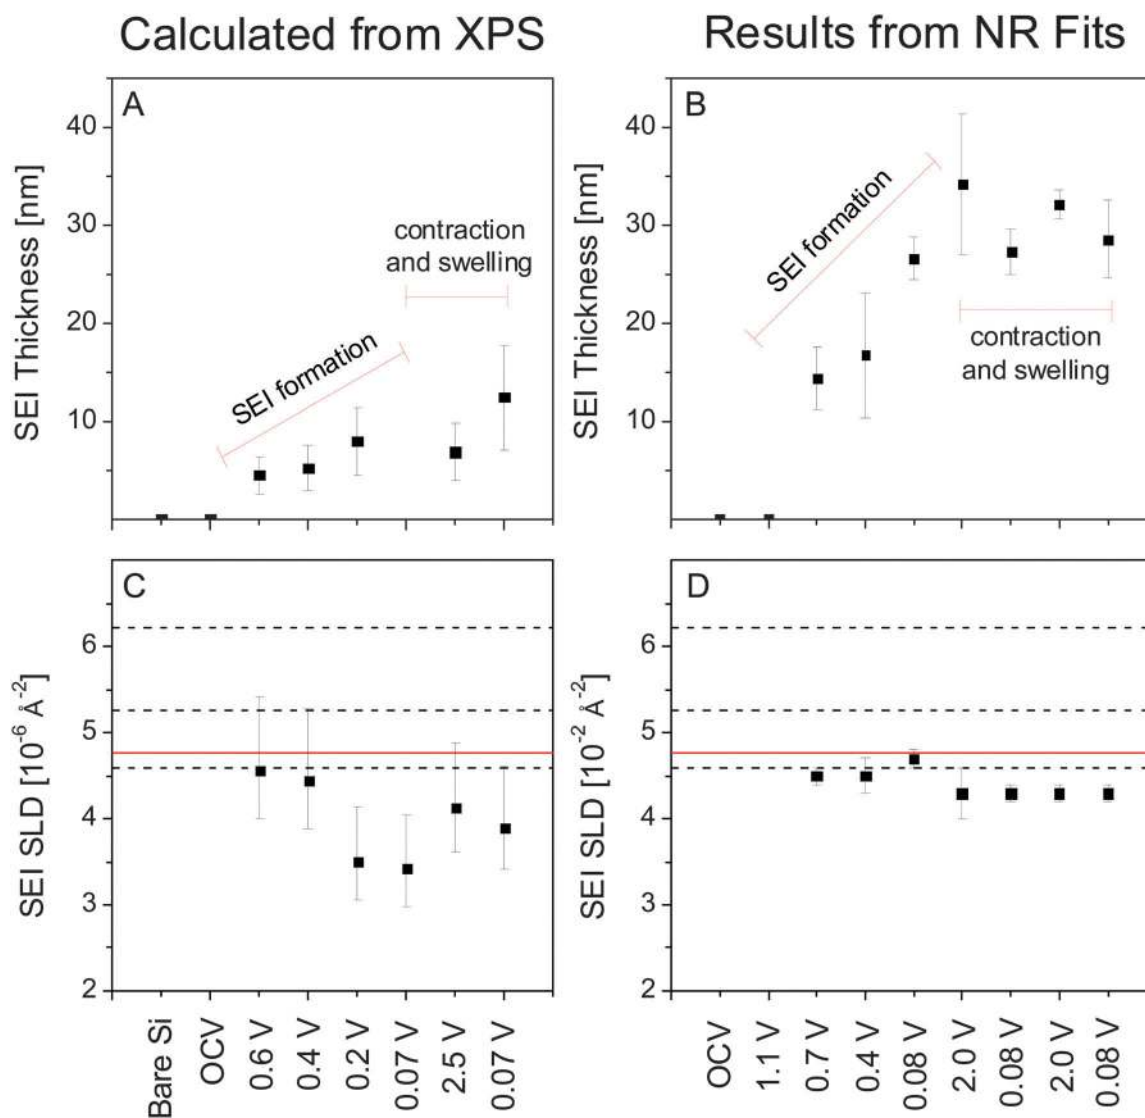 Calculated from XPS
Results from NR Fits
A
SEI Thickness [nm]
40
30
20
10
SEI formation
contraction
and swelling
B
SEI Thickness [nm]
40
30
20
10
SEI formation
contraction
and swelling
C
SEI SLD [10⁻⁶ Å⁻²]
6
5
4
3
2
Bare Si
OCV
0.6 V
0.4 V
0.2 V
0.07 V
2.5 V
0.07 V
D
SEI SLD [10⁻² Å⁻²]
6
5
4
3
2
OCV
1.1 V
0.7 V
0.4 V
0.08 V
2.0 V
0.08 V
2.0 V
0.08 V